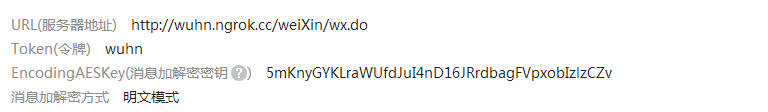 URL(服务器地址) http://wuhn.ngrok.cc/weiXin/wx.do
Token(令牌) wuhn
EncodingAESKey(消息加解密密钥?) 5mKnyGYKLraWUfdJuI4nD16JRrdbagFVpxobIzlzCZv
消息加解密方式 明文模式